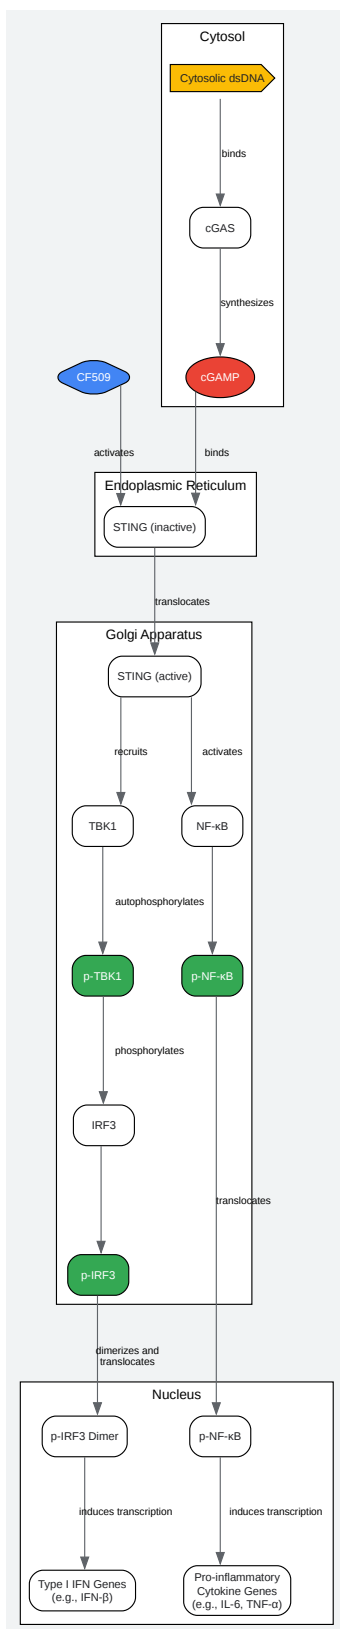 Cytosol
Cytosolic dsDNA
binds
cGAS
synthesizes
CF509
cGAMP
activates
binds
Endoplasmic Reticulum
STING (inactive)
translocates
Golgi Apparatus
STING (active)
recruits
activates
TBK1
NF-κB
autophosphorylates
p-TBK1
p-NF-κB
phosphorylates
IRF3
translocates
p-IRF3
dimerizes and
translocates
Nucleus
p-IRF3 Dimer
p-NF-κB
induces transcription
induces transcription
Type I IFN Genes
(e.g., IFN-β)
Pro-inflammatory
Cytokine Genes
(e.g., IL-6, TNF-α)